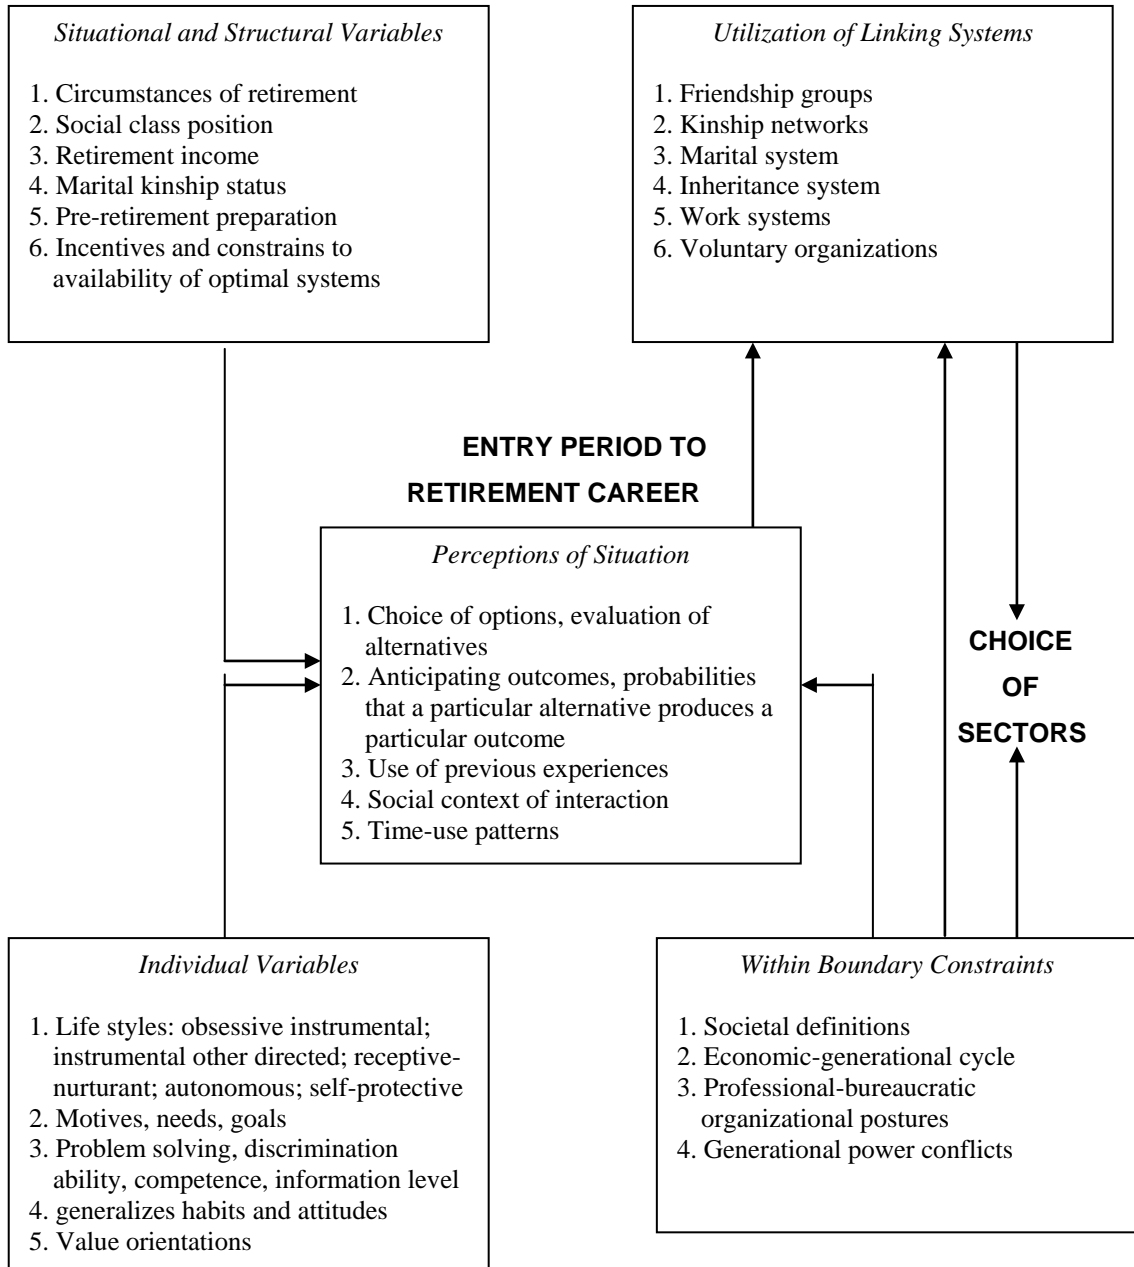 Situational and Structural Variables
1. Circumstances of retirement
2. Social class position
3. Retirement income
4. Marital kinship status
5. Pre-retirement preparation
6. Incentives and constrains to
availability of optimal systems
Utilization of Linking Systems
1. Friendship groups
2. Kinship networks
3. Marital system
4. Inheritance system
5. Work systems
6. Voluntary organizations
ENTRY PERIOD TO
RETIREMENT CAREER
Perceptions of Situation
1. Choice of options, evaluation of
alternatives
2. Anticipating outcomes, probabilities
that a particular alternative produces a
particular outcome
3. Use of previous experiences
4. Social context of interaction
5. Time-use patterns
CHOICE
OF
SECTORS
Individual Variables
1. Life styles: obsessive instrumental;
instrumental other directed; receptive-
nurturant; autonomous; self-protective
2. Motives, needs, goals
3. Problem solving, discrimination
ability, competence, information level
4. generalizes habits and attitudes
5. Value orientations
Within Boundary Constraints
1. Societal definitions
2. Economic-generational cycle
3. Professional-bureaucratic
organizational postures
4. Generational power conflicts